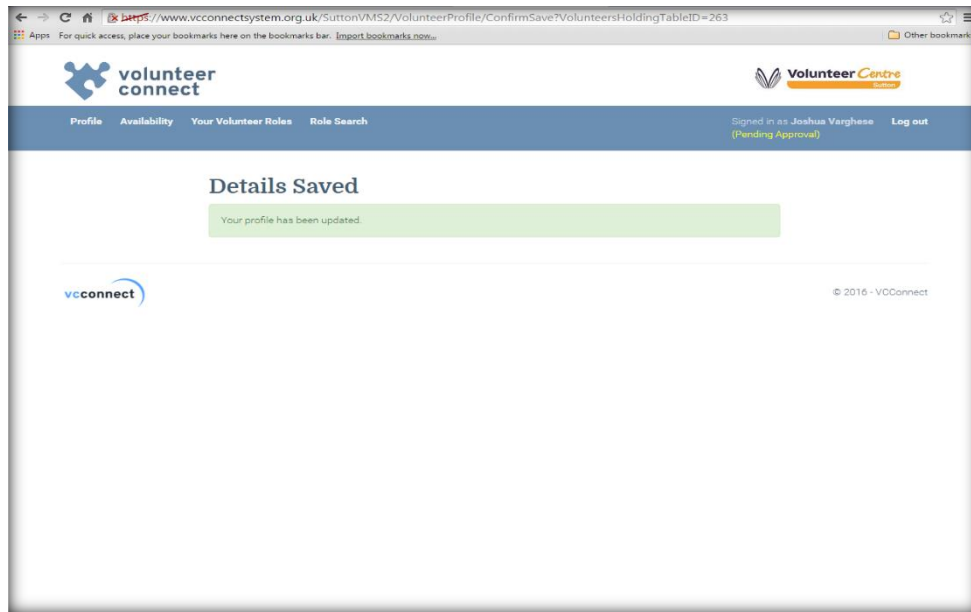 https://www.vcconnectsystem.org.uk/SuttonVMS2/VolunteerProfile/ConfirmSave?VolunteersHoldingTableID=263
Apps For quick access, place your bookmarks here on the bookmarks bar. Import bookmarks now... Other bookmark
volunteer
connect
Volunteer Centre
Sutton
Profile Availability Your Volunteer Roles Role Search Signed in as Joshua Varghese Log out
(Pending Approval)
Details Saved
Your profile has been updated.
vcconnect © 2016 - VCConnect